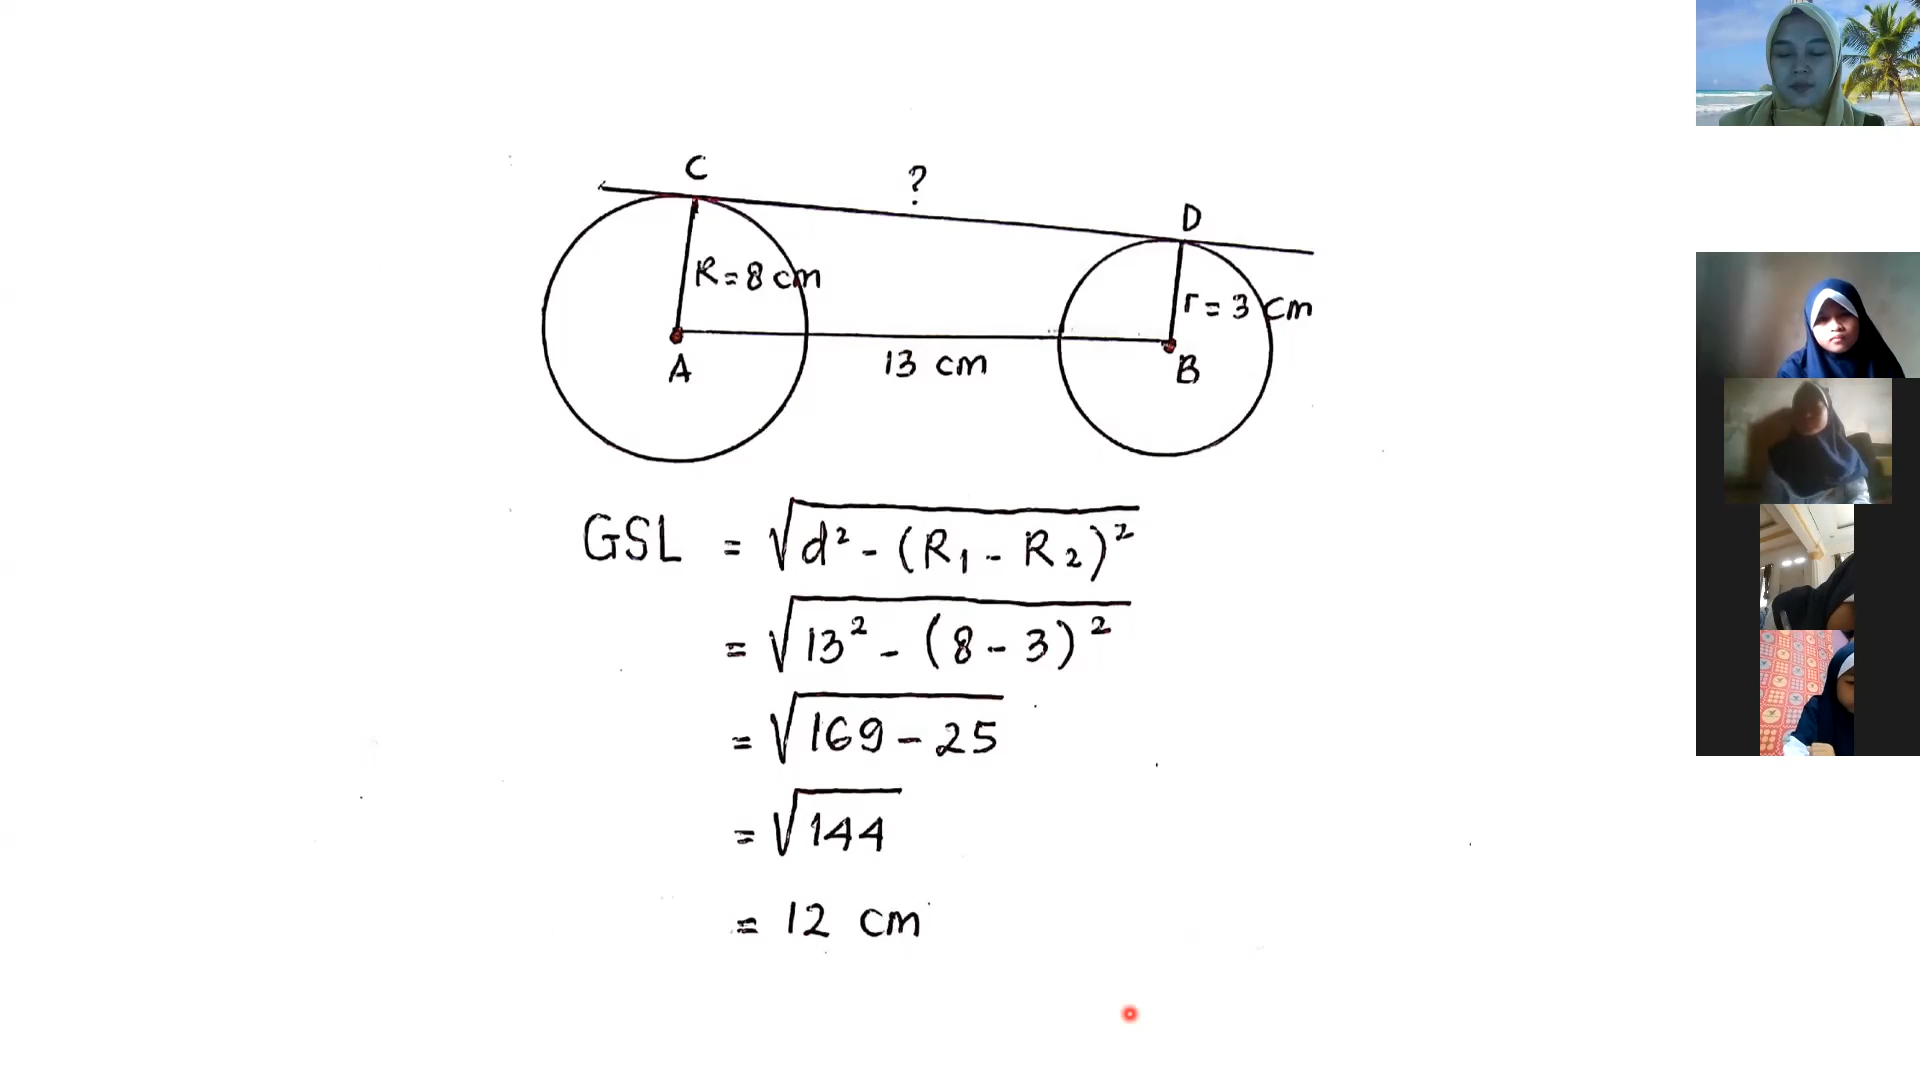 C
?
D
R = 8 cm
r = 3 cm
13 cm
A
B
GSL = √d² - (R₁ - R₂)²
= √13² - (8 - 3)²
= √169 - 25
= √144
= 12 cm